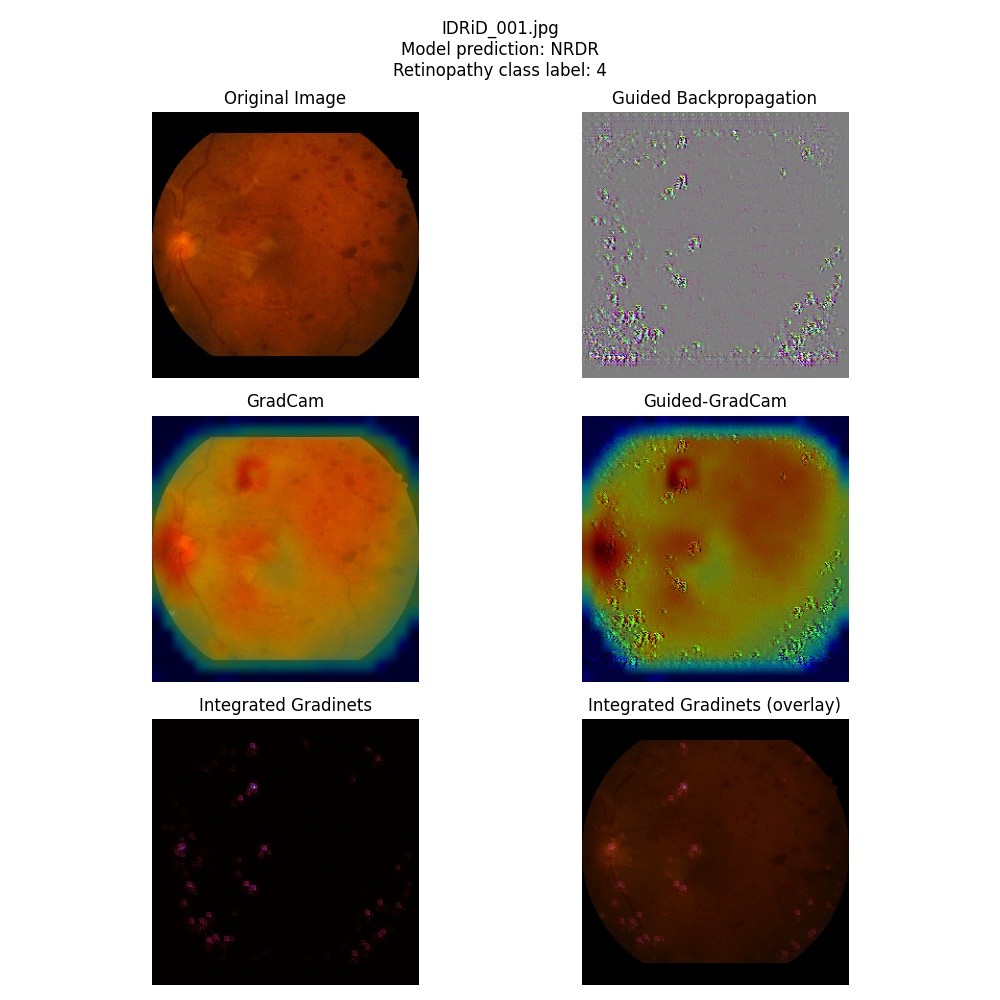 IDRiD_001.jpg
Model prediction: NRDR
Retinopathy class label: 4
Original Image
Guided Backpropagation
GradCam
Guided-GradCam
Integrated Gradinets
Integrated Gradinets (overlay)